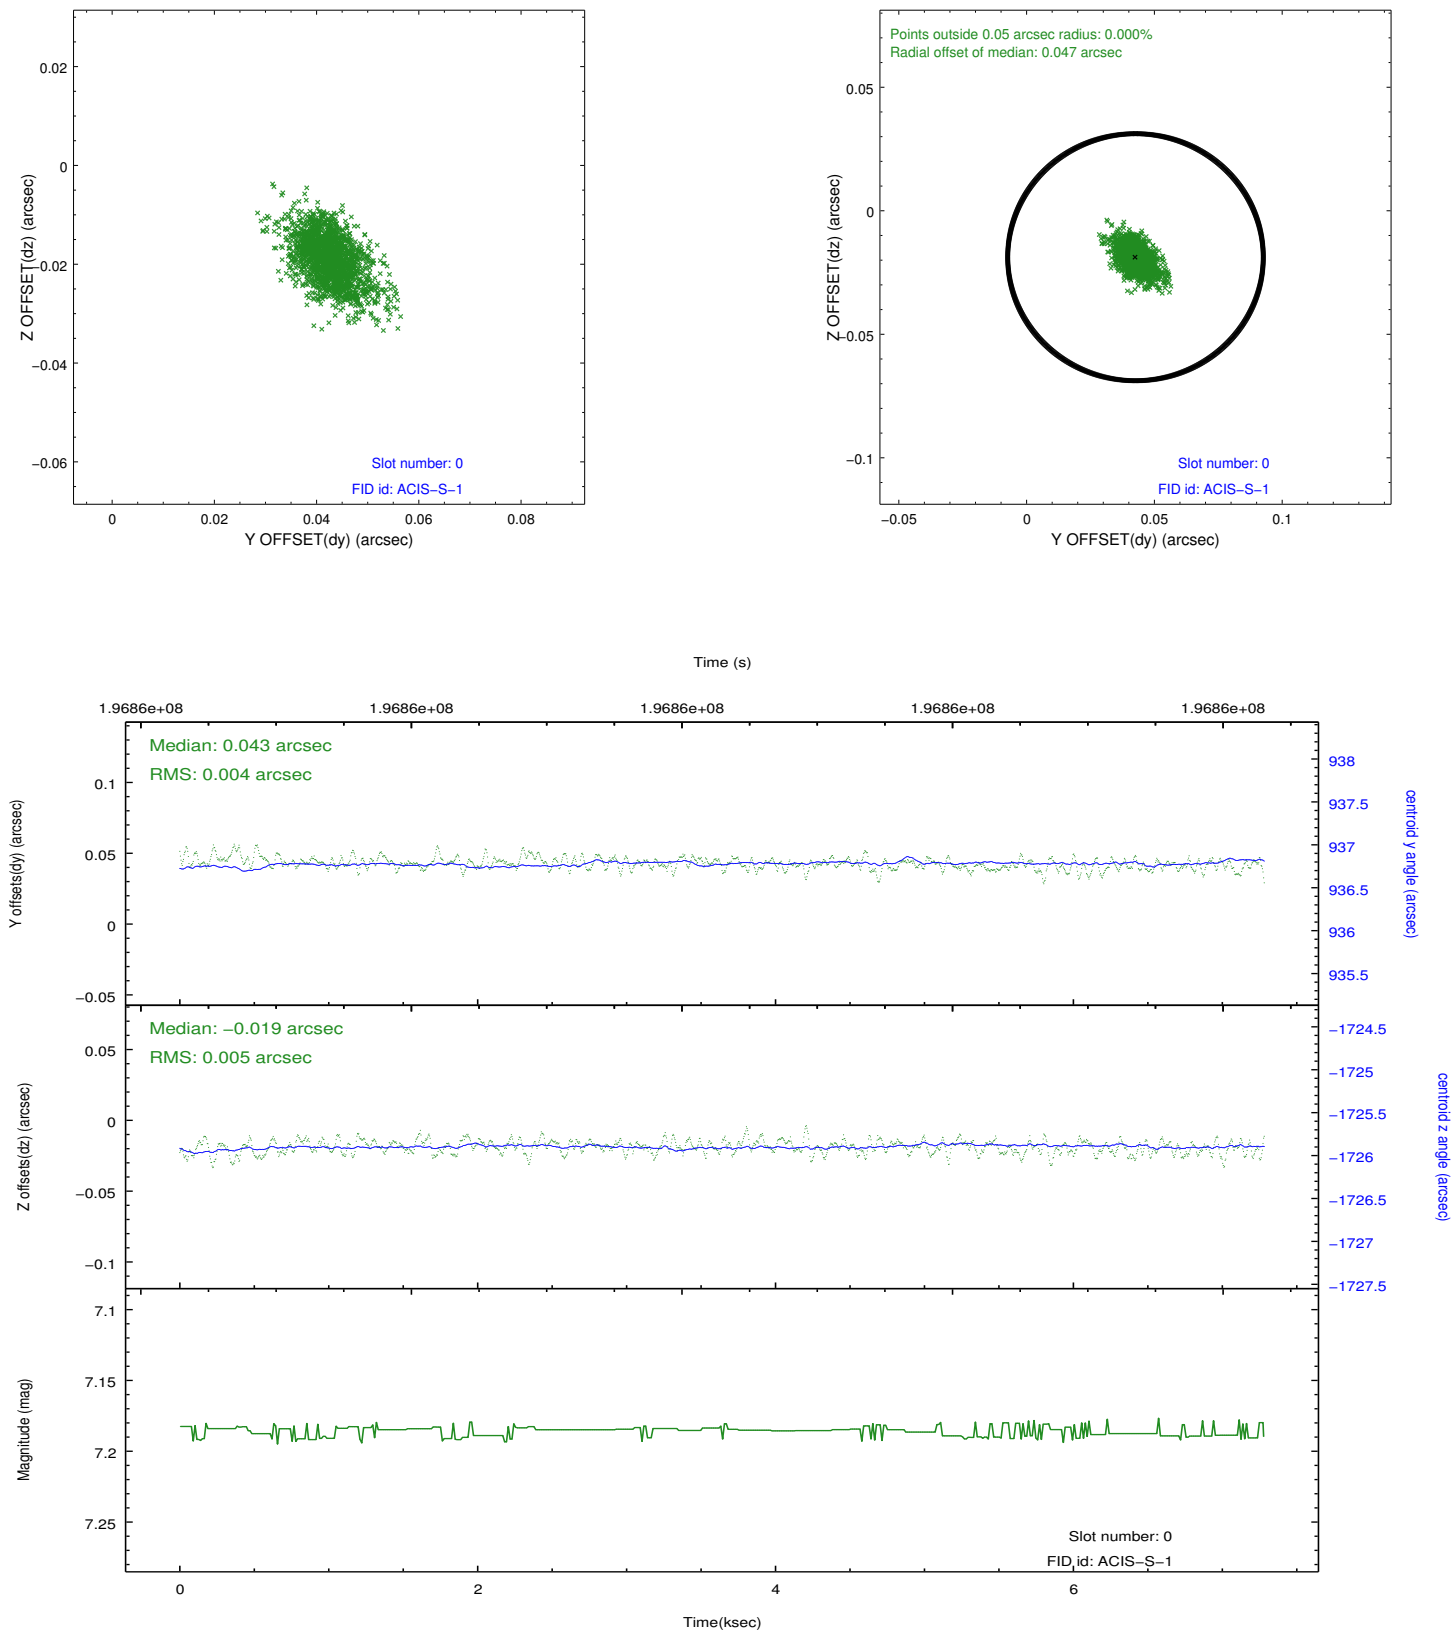 0.02
0
−0.02
−0.04
−0.06
Z OFFSET(dz) (arcsec)
Slot number: 0
FID id: ACIS−S−1
0
0.02
0.04
0.06
0.08
Y OFFSET(dy) (arcsec)
Points outside 0.05 arcsec radius: 0.000%
Radial offset of median: 0.047 arcsec
0.05
0
−0.05
−0.1
Z OFFSET(dz) (arcsec)
Slot number: 0
FID id: ACIS−S−1
−0.05
0
0.05
0.1
Y OFFSET(dy) (arcsec)
Time (s)
1.9686e+08
1.9686e+08
1.9686e+08
1.9686e+08
1.9686e+08
Median: 0.043 arcsec
RMS: 0.004 arcsec
0.1
0.05
0
−0.05
Y offsets(dy) (arcsec)
938
937.5
937
936.5
936
935.5
centroid y angle (arcsec)
Median: −0.019 arcsec
RMS: 0.005 arcsec
0.05
0
−0.05
−0.1
Z offsets(dz) (arcsec)
−1724.5
−1725
−1725.5
−1726
−1726.5
−1727
−1727.5
centroid z angle (arcsec)
7.1
7.15
7.2
7.25
Magnitude (mag)
Slot number: 0
FID id: ACIS−S−1
0
2
4
6
Time(ksec)